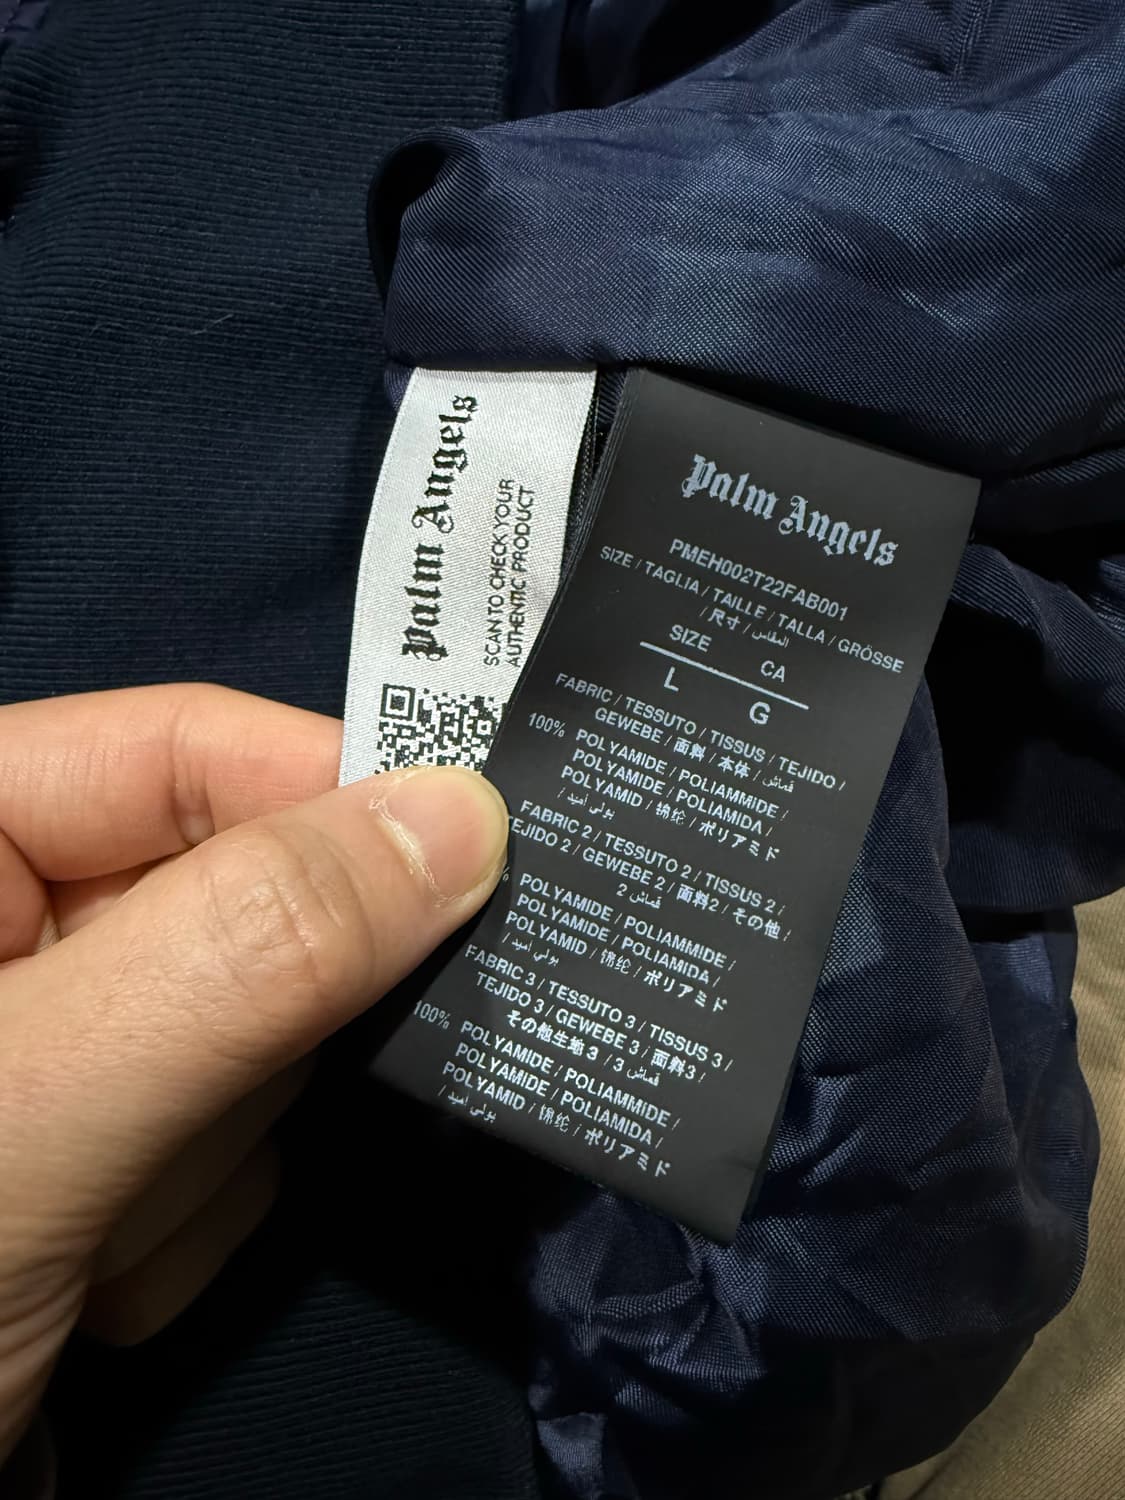 Palm Angels
SCAN TO CHECK YOUR
AUTHENTIC PRODUCT
Palm Angels
PMEH002T22FAB001
SIZE / TAGLIA / TAILLE / TALLA / GRÖSSE
/ 尺寸 / المقاس
SIZE CA
L G
FABRIC / TESSUTO / TISSUS / TEJIDO /
GEWEBE / 面料 / 本体 / قماش
100% POLYAMIDE / POLIAMMIDE /
POLYAMIDE / POLIAMIDA /
POLYAMID / 锦纶 / ポリアミド
/ بولي أميد
FABRIC 2 / TESSUTO 2 / TISSUS 2 /
TEJIDO 2 / GEWEBE 2 / 面料2 / その他 /
قماش 2
% POLYAMIDE / POLIAMMIDE /
POLYAMIDE / POLIAMIDA /
POLYAMID / 锦纶 / ポリアミド
/ بولي أميد
FABRIC 3 / TESSUTO 3 / TISSUS 3 /
TEJIDO 3 / GEWEBE 3 / 面料3 /
その他生地 3 / قماش 3
100% POLYAMIDE / POLIAMMIDE /
POLYAMIDE / POLIAMIDA /
POLYAMID / 锦纶 / ポリアミド
/ بولي أميد